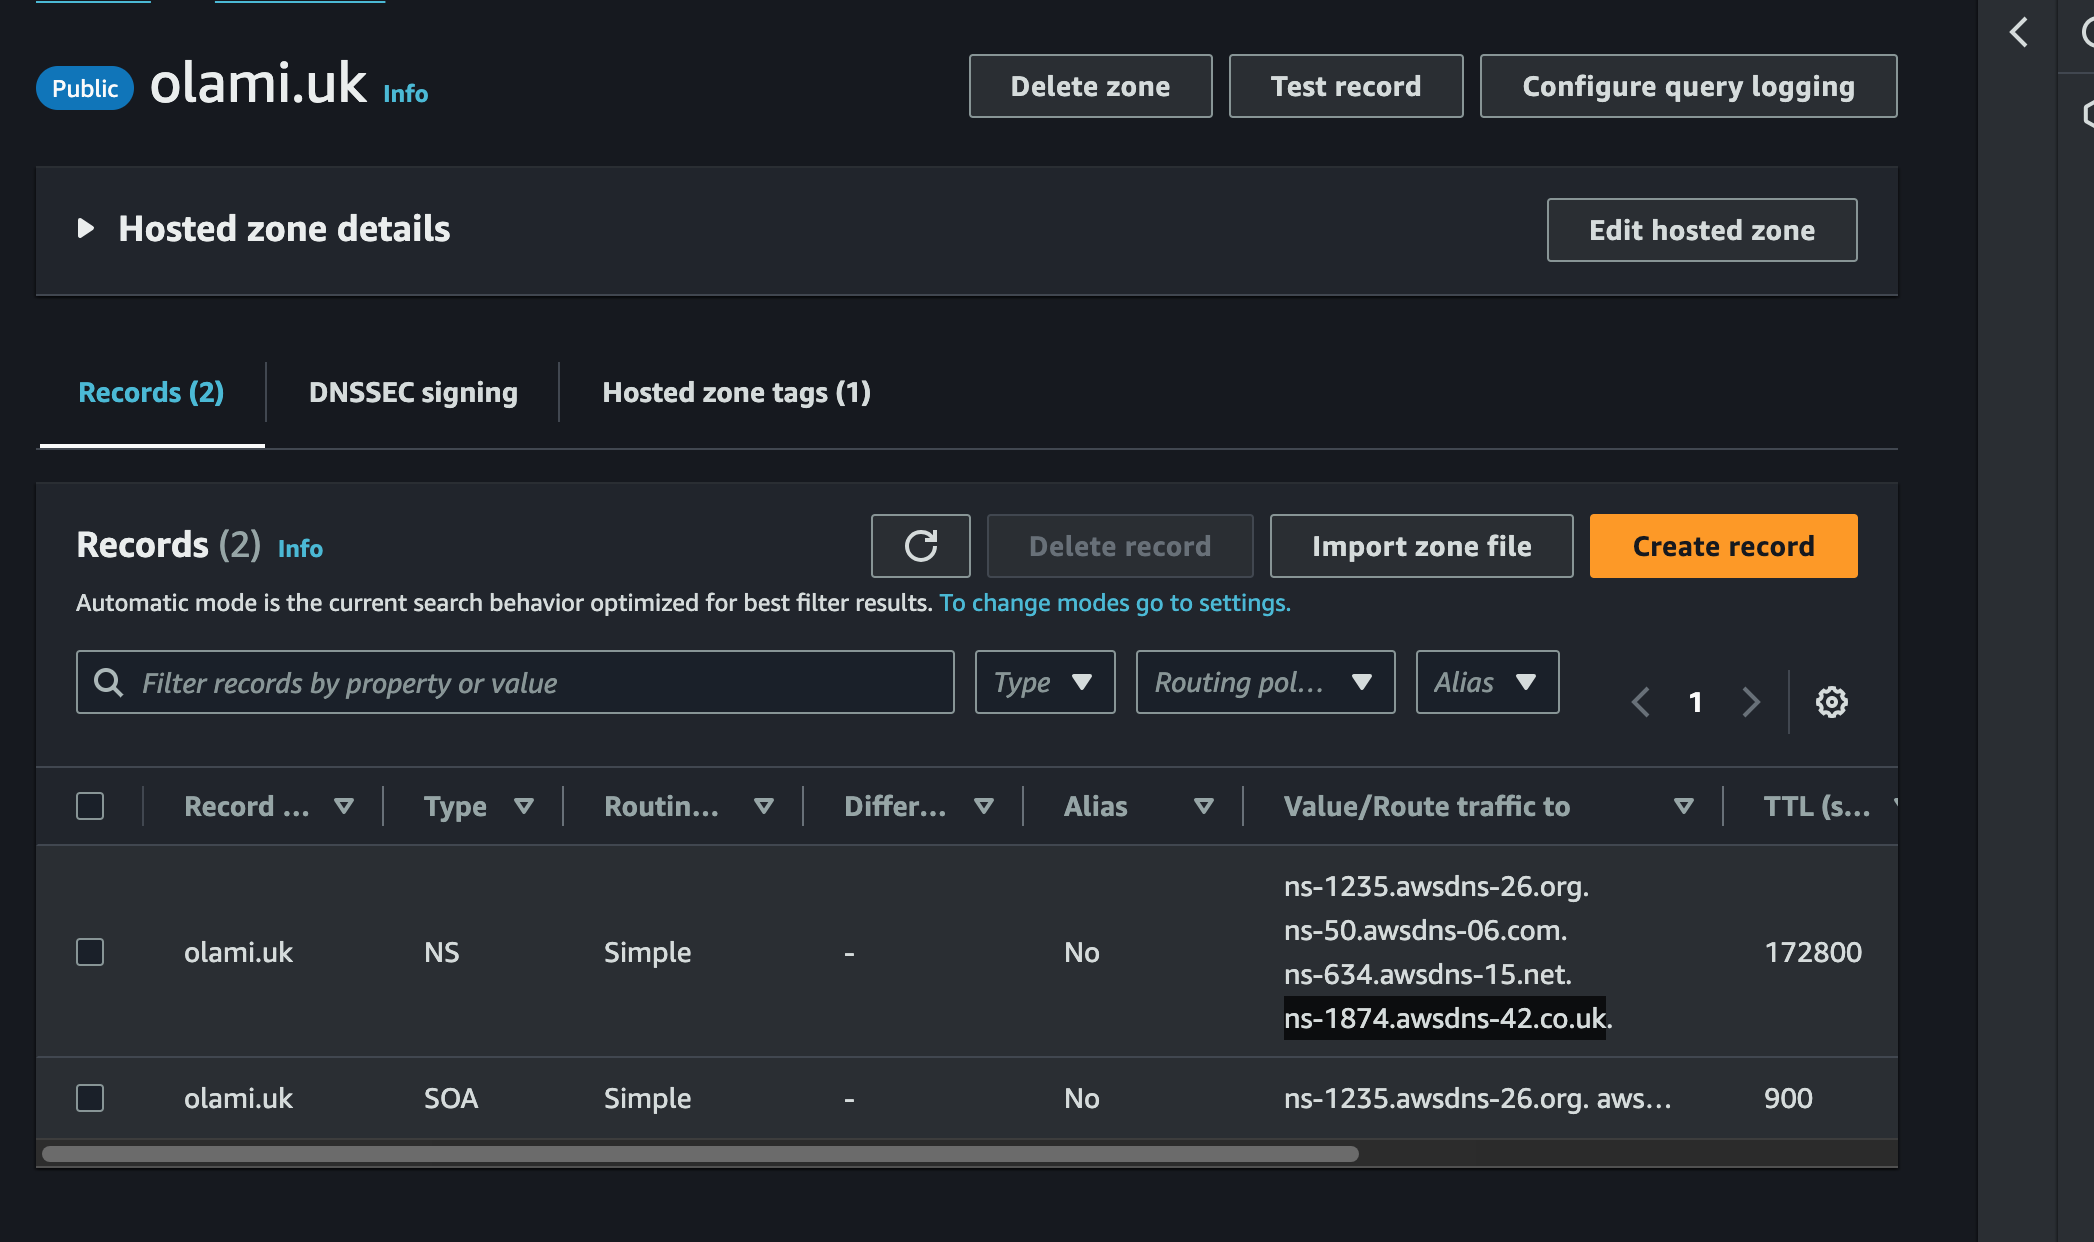 Public olami.uk Info
Delete zone
Test record
Configure query logging
Hosted zone details
Edit hosted zone
Records (2)
DNSSEC signing
Hosted zone tags (1)
Records (2) Info
Delete record
Import zone file
Create record
Automatic mode is the current search behavior optimized for best filter results. To change modes go to settings.
Filter records by property or value
Type
Routing pol...
Alias
1
Record ...
Type
Routin...
Differ...
Alias
Value/Route traffic to
TTL (s...
olami.uk
NS
Simple
-
No
ns-1235.awsdns-26.org.
ns-50.awsdns-06.com.
ns-634.awsdns-15.net.
ns-1874.awsdns-42.co.uk.
172800
olami.uk
SOA
Simple
-
No
ns-1235.awsdns-26.org. aws...
900